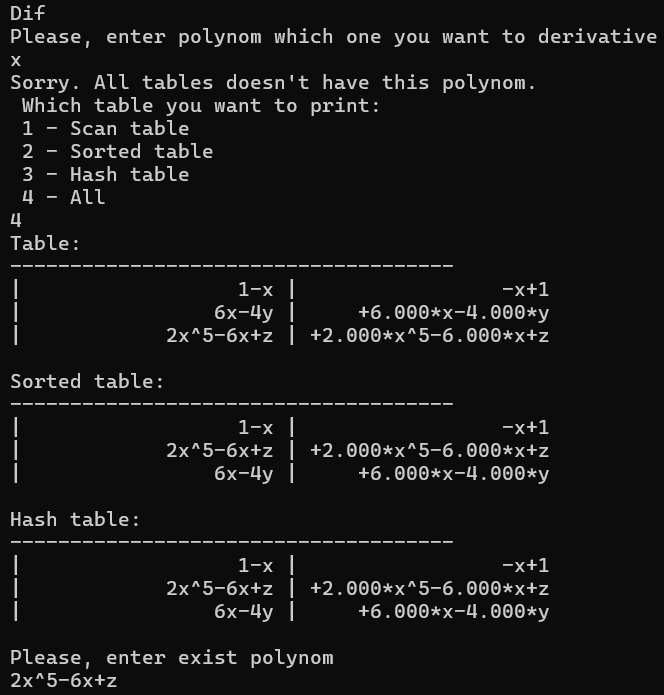 Dif
Please, enter polynom which one you want to derivative
x
Sorry. All tables doesn't have this polynom.
 Which table you want to print:
 1 - Scan table
 2 - Sorted table
 3 - Hash table
 4 - All
4
Table:
-------------------------------------
|                  1-x |                 -x+1
|                6x-4y |     +6.000*x-4.000*y
|            2x^5-6x+z | +2.000*x^5-6.000*x+z

Sorted table:
-------------------------------------
|                  1-x |                 -x+1
|            2x^5-6x+z | +2.000*x^5-6.000*x+z
|                6x-4y |     +6.000*x-4.000*y

Hash table:
-------------------------------------
|                  1-x |                 -x+1
|            2x^5-6x+z | +2.000*x^5-6.000*x+z
|                6x-4y |     +6.000*x-4.000*y

Please, enter exist polynom
2x^5-6x+z